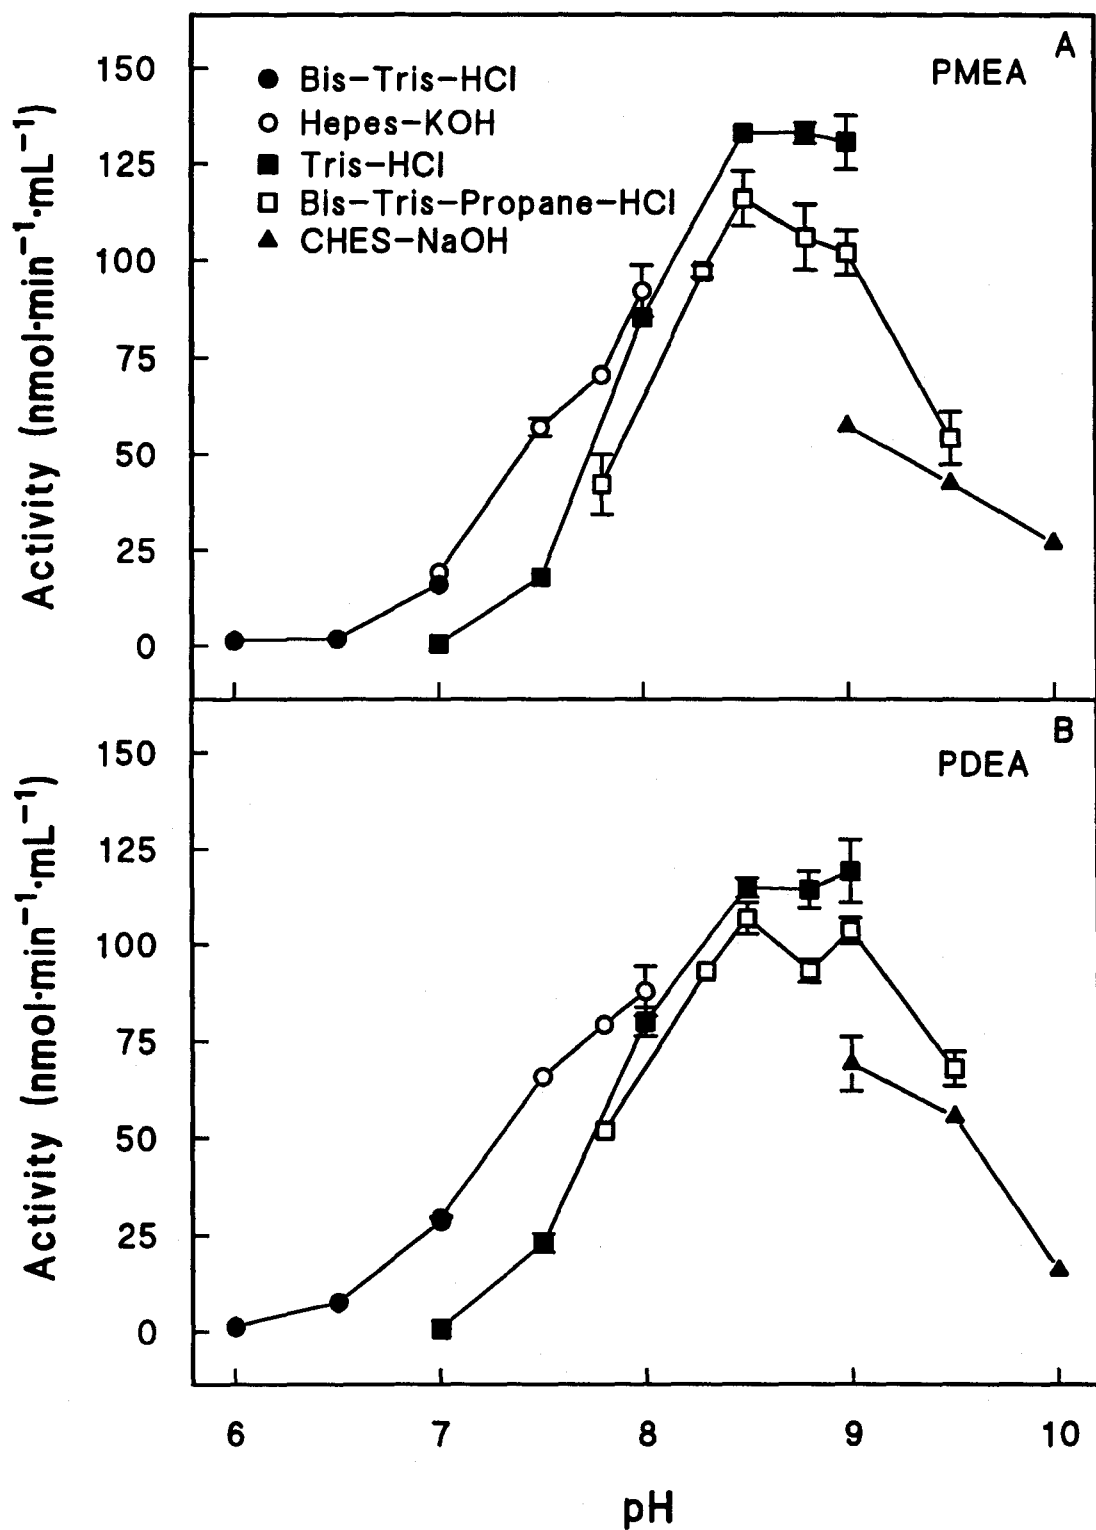 A
PMEA
150
125
100
75
50
25
0
Activity (nmol·min⁻¹·mL⁻¹)
Bis-Tris-HCl
Hepes-KOH
Tris-HCl
Bis-Tris-Propane-HCl
CHES-NaOH
B
PDEA
150
125
100
75
50
25
0
Activity (nmol·min⁻¹·mL⁻¹)
6 7 8 9 10
pH